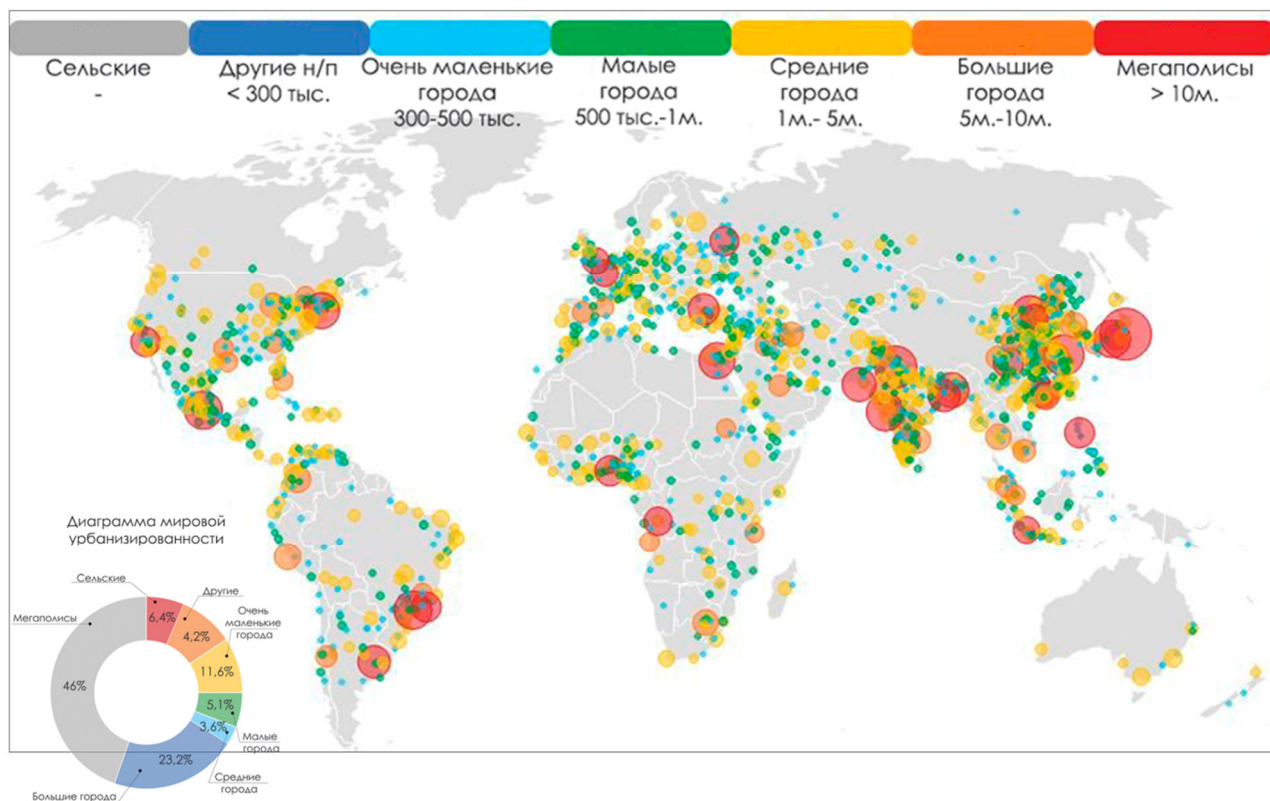 Сельские
-
Другие н/п
< 300 тыс.
Очень маленькие
города
300-500 тыс.
Малые
города
500 тыс.-1м.
Средние
города
1м.- 5м.
Большие
города
5м.-10м.
Мегаполисы
> 10м.
Диаграмма мировой
урбанизированности
Сельские
Другие
Мегаполисы
Очень
маленькие
города
6,4%
4,2%
11,6%
46%
5,1%
3,6%
23,2%
Малые
города
Средние
города
Большие города